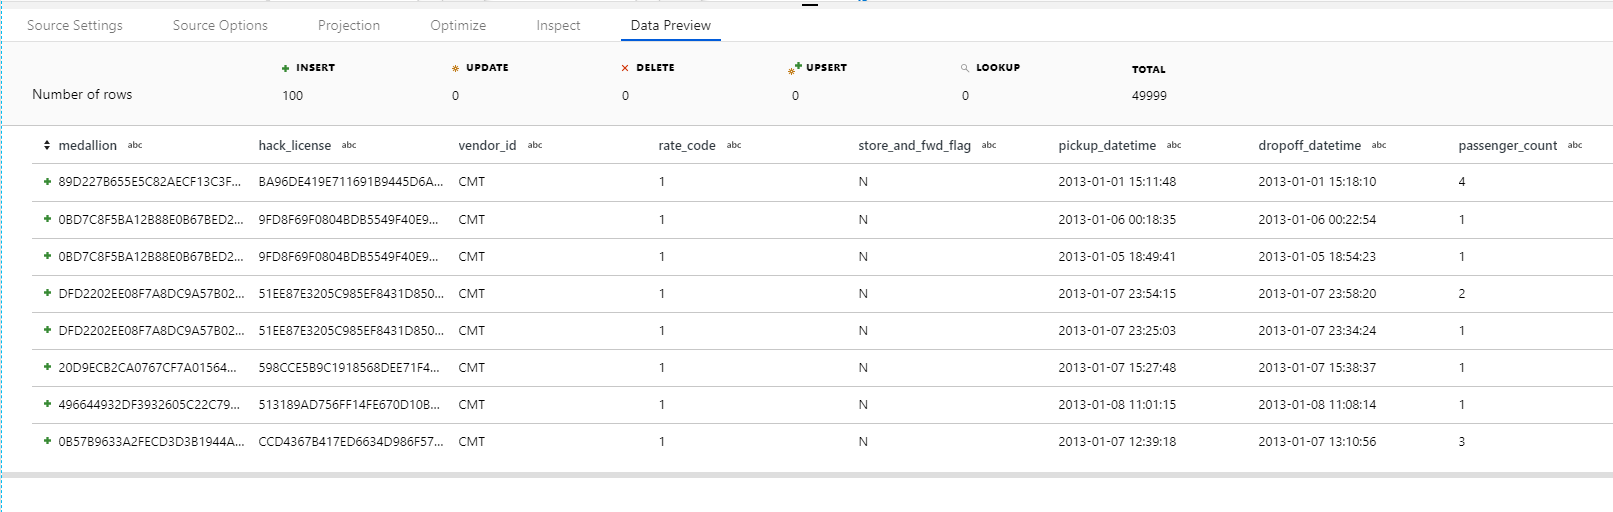 Source Settings Source Options Projection Optimize Inspect Data Preview
INSERT UPDATE DELETE UPSERT LOOKUP TOTAL
Number of rows 100 0 0 0 0 49999
medallion abc hack_license abc vendor_id abc rate_code abc store_and_fwd_flag abc pickup_datetime abc dropoff_datetime abc passenger_count abc
89D227B655E5C82AECF13C3F... BA96DE419E711691B9445D6A... CMT 1 N 2013-01-01 15:11:48 2013-01-01 15:18:10 4
0BD7C8F5BA12B88E0B67BED2... 9FD8F69F0804BDB5549F40E9... CMT 1 N 2013-01-06 00:18:35 2013-01-06 00:22:54 1
0BD7C8F5BA12B88E0B67BED2... 9FD8F69F0804BDB5549F40E9... CMT 1 N 2013-01-05 18:49:41 2013-01-05 18:54:23 1
DFD2202EE08F7A8DC9A57B02... 51EE87E3205C985EF8431D850... CMT 1 N 2013-01-07 23:54:15 2013-01-07 23:58:20 2
DFD2202EE08F7A8DC9A57B02... 51EE87E3205C985EF8431D850... CMT 1 N 2013-01-07 23:25:03 2013-01-07 23:34:24 1
20D9ECB2CA0767CF7A01564... 598CCE5B9C1918568DEE71F4... CMT 1 N 2013-01-07 15:27:48 2013-01-07 15:38:37 1
496644932DF3932605C22C79... 513189AD756FF14FE670D10B... CMT 1 N 2013-01-08 11:01:15 2013-01-08 11:08:14 1
0B57B9633A2FECD3D3B1944A... CCD4367B417ED6634D986F57... CMT 1 N 2013-01-07 12:39:18 2013-01-07 13:10:56 3